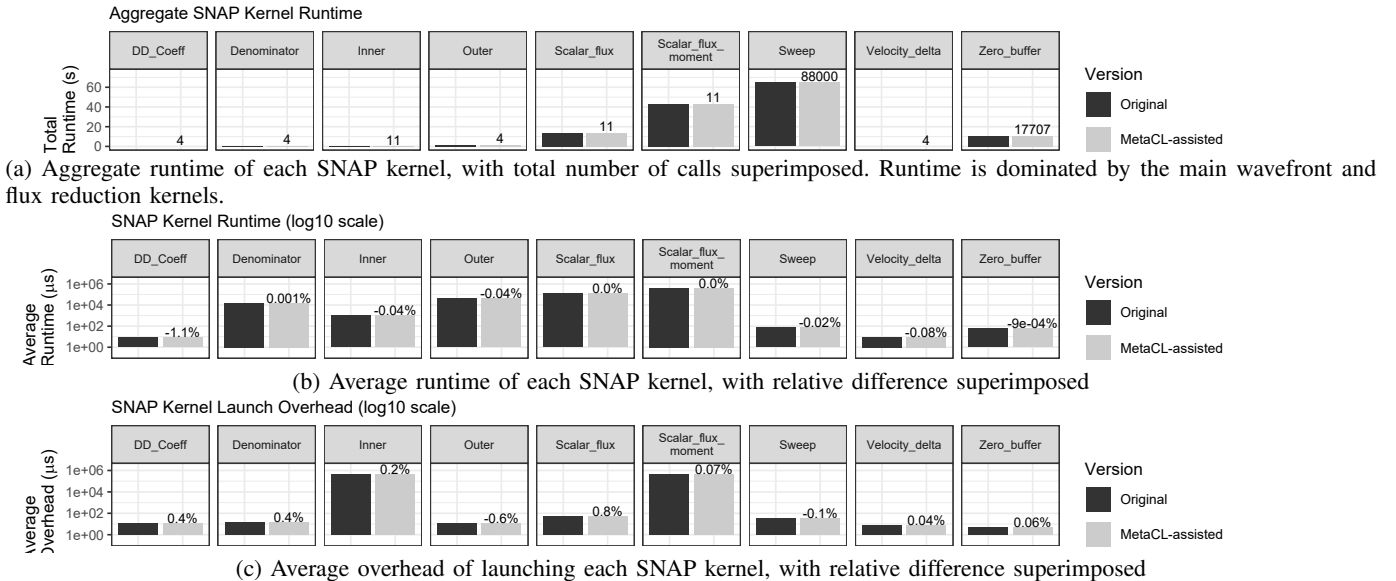 Aggregate SNAP Kernel Runtime
DD_Coeff Denominator Inner Outer Scalar_flux Scalar_flux_ moment Sweep Velocity_delta Zero_buffer
Total
Runtime (s)
60
40
20
0
4 4 11 4 11 11 88000 4 17707
Version
Original
MetaCL-assisted
(a) Aggregate runtime of each SNAP kernel, with total number of calls superimposed. Runtime is dominated by the main wavefront and
flux reduction kernels.
SNAP Kernel Runtime (log10 scale)
DD_Coeff Denominator Inner Outer Scalar_flux Scalar_flux_ moment Sweep Velocity_delta Zero_buffer
Average
Runtime (µs)
1e+06
1e+04
1e+02
1e+00
-1.1% 0.001% -0.04% -0.04% 0.0% 0.0% -0.02% -0.08% -9e-04%
Version
Original
MetaCL-assisted
(b) Average runtime of each SNAP kernel, with relative difference superimposed
SNAP Kernel Launch Overhead (log10 scale)
DD_Coeff Denominator Inner Outer Scalar_flux Scalar_flux_ moment Sweep Velocity_delta Zero_buffer
Average
Overhead (µs)
1e+06
1e+04
1e+02
1e+00
0.4% 0.4% 0.2% -0.6% 0.8% 0.07% -0.1% 0.04% 0.06%
Version
Original
MetaCL-assisted
(c) Average overhead of launching each SNAP kernel, with relative difference superimposed